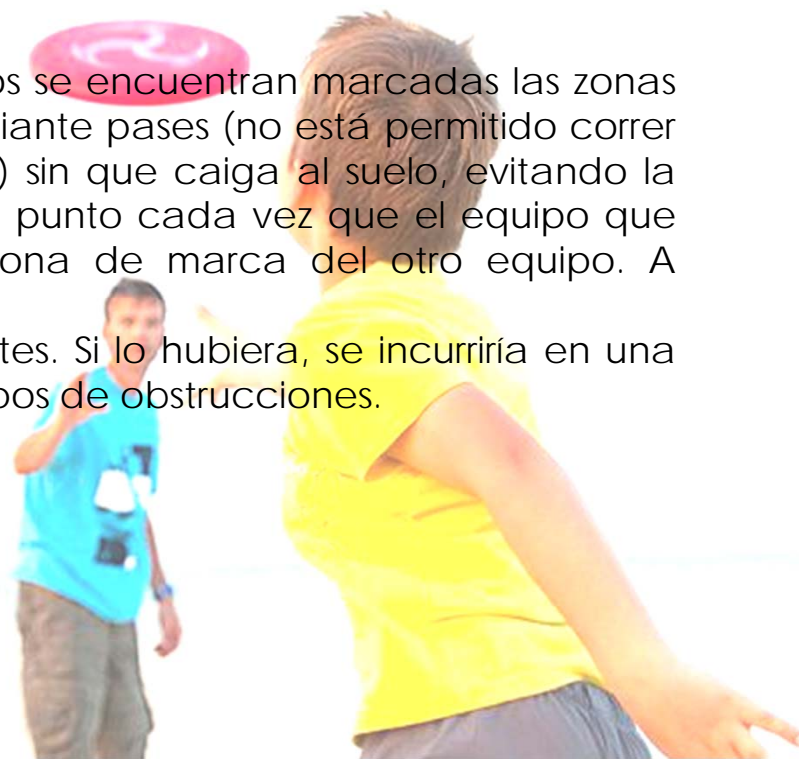 os se encuentran marcadas las zonas
diante pases (no está permitido correr
) sin que caiga al suelo, evitando la
punto cada vez que el equipo que
ona de marca del otro equipo. A
tes. Si lo hubiera, se incurriría en una
pos de obstrucciones.